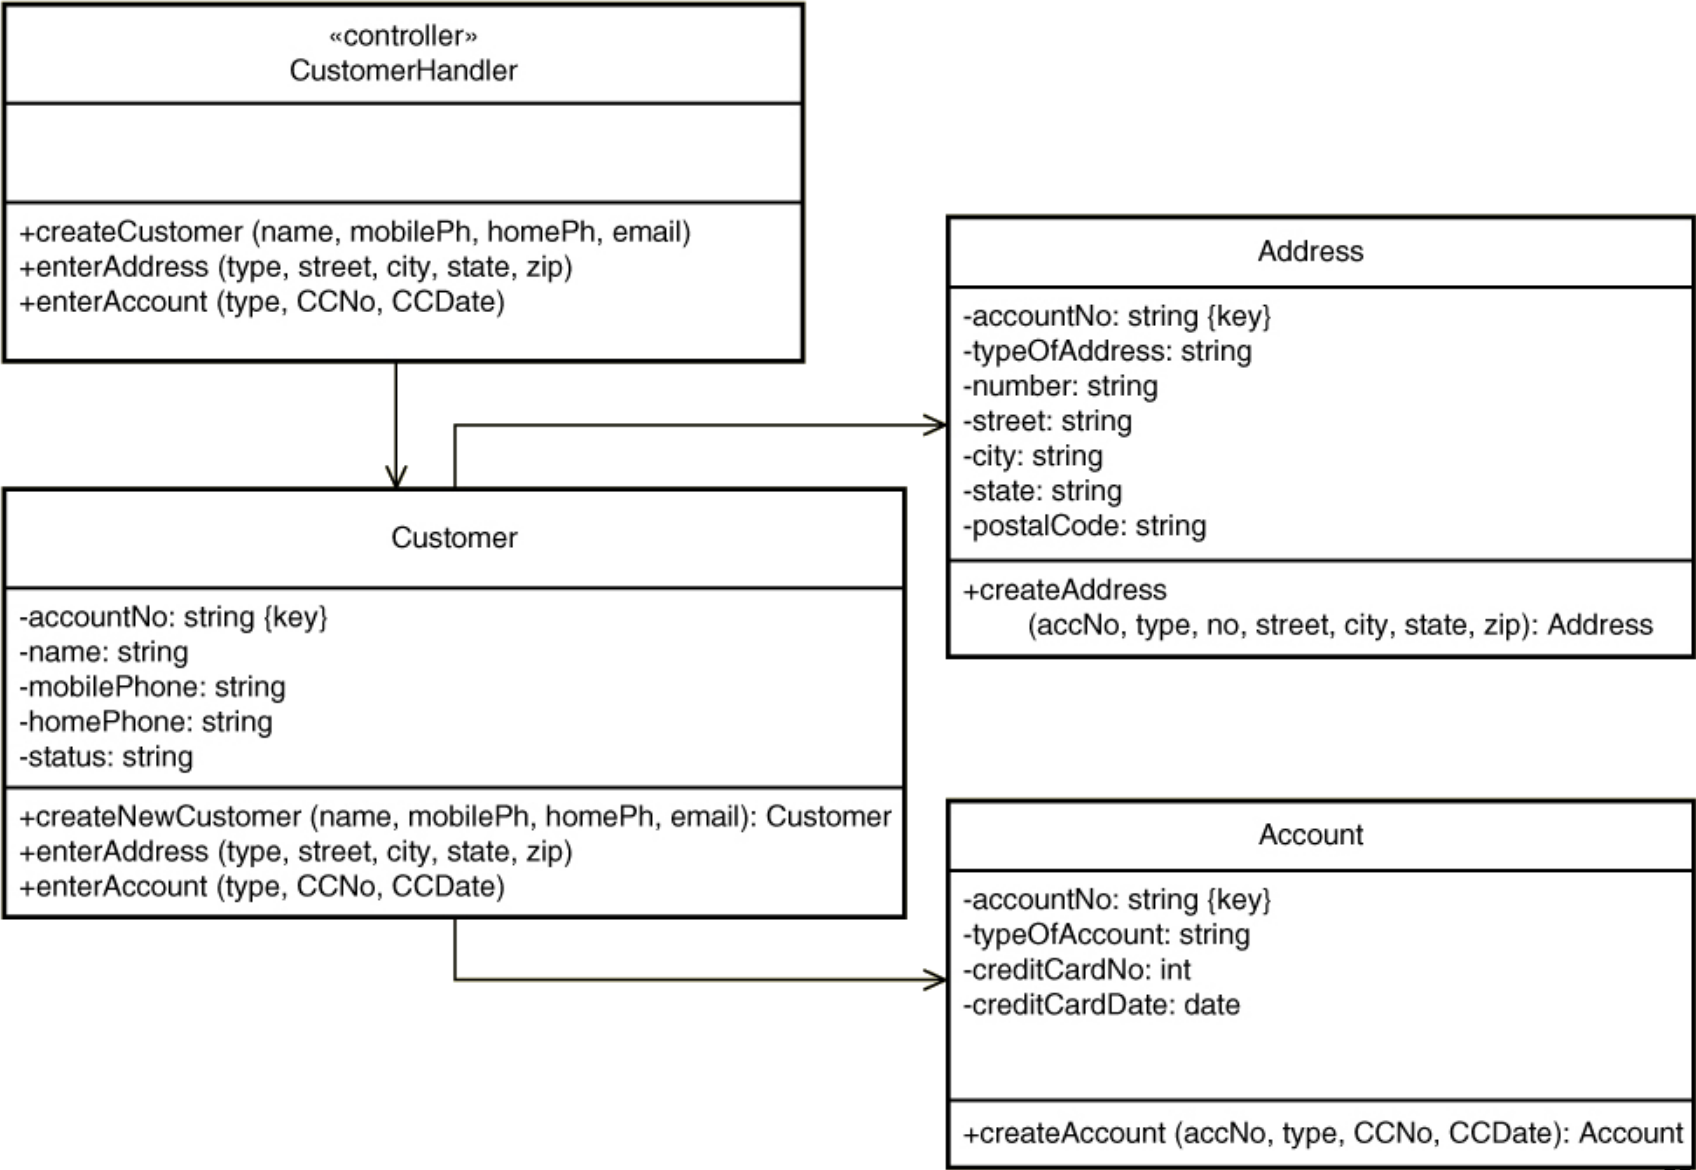 «controller»
CustomerHandler
+createCustomer (name, mobilePh, homePh, email)
+enterAddress (type, street, city, state, zip)
+enterAccount (type, CCNo, CCDate)
Address
-accountNo: string {key}
-typeOfAddress: string
-number: string
-street: string
-city: string
-state: string
-postalCode: string
+createAddress
(accNo, type, no, street, city, state, zip): Address
Customer
-accountNo: string {key}
-name: string
-mobilePhone: string
-homePhone: string
-status: string
+createNewCustomer (name, mobilePh, homePh, email): Customer
+enterAddress (type, street, city, state, zip)
+enterAccount (type, CCNo, CCDate)
Account
-accountNo: string {key}
-typeOfAccount: string
-creditCardNo: int
-creditCardDate: date
+createAccount (accNo, type, CCNo, CCDate): Account